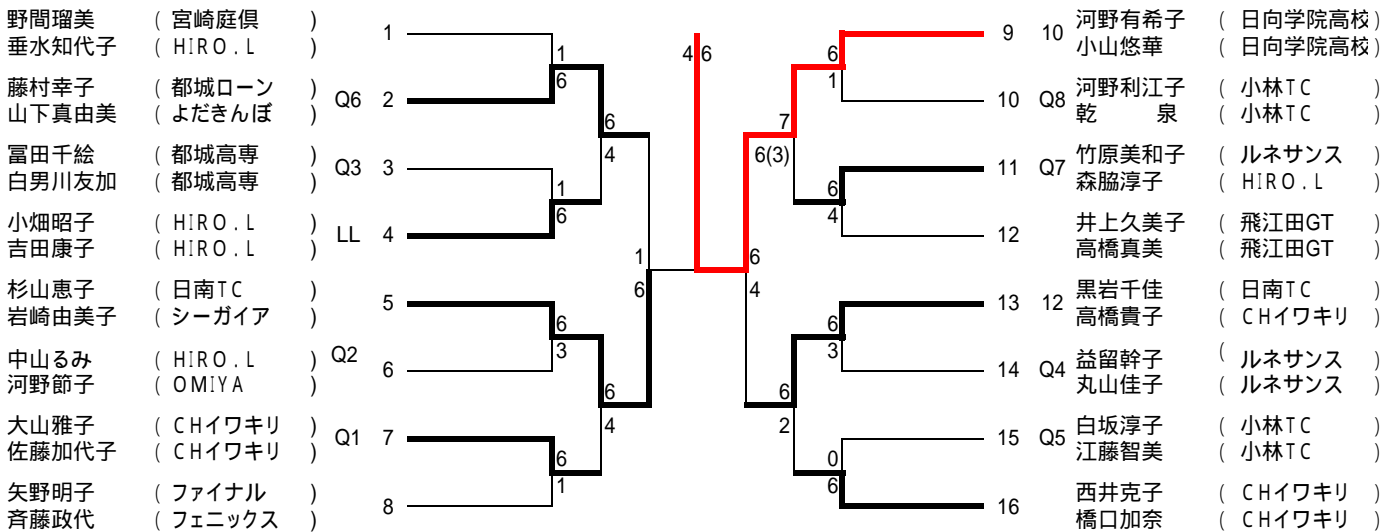 野間瑠美 ( 宮崎庭倶 )
垂水知代子 ( HIRO.L )
1
藤村幸子 ( 都城ローン )
山下真由美 ( よだきんぼ )
Q6 2
冨田千絵 ( 都城高専 )
白男川友加 ( 都城高専 )
Q3 3
小畑昭子 ( HIRO.L )
吉田康子 ( HIRO.L )
LL 4
杉山恵子 ( 日南TC )
岩崎由美子 ( シーガイア )
5
中山るみ ( HIRO.L )
河野節子 ( OMIYA )
Q2 6
大山雅子 ( CHイワキリ )
佐藤加代子 ( CHイワキリ )
Q1 7
矢野明子 ( ファイナル )
斉藤政代 ( フェニックス )
8
1
6
1
6
6
3
6
1
6
4
6
4
1
6
4 6
6
4
7
6(3)
6
2
6
1
6
4
6
3
0
6
9 10
河野有希子 ( 日向学院高校 )
小山悠華 ( 日向学院高校 )
10 Q8
河野利江子 ( 小林TC )
乾 泉 ( 小林TC )
11 Q7
竹原美和子 ( ルネサンス )
森脇淳子 ( HIRO.L )
12
井上久美子 ( 飛江田GT )
高橋真美 ( 飛江田GT )
13 12
黒岩千佳 ( 日南TC )
高橋貴子 ( CHイワキリ )
14 Q4
益留幹子 ( ルネサンス )
丸山佳子 ( ルネサンス )
15 Q5
白坂淳子 ( 小林TC )
江藤智美 ( 小林TC )
16
西井克子 ( CHイワキリ )
橋口加奈 ( CHイワキリ )